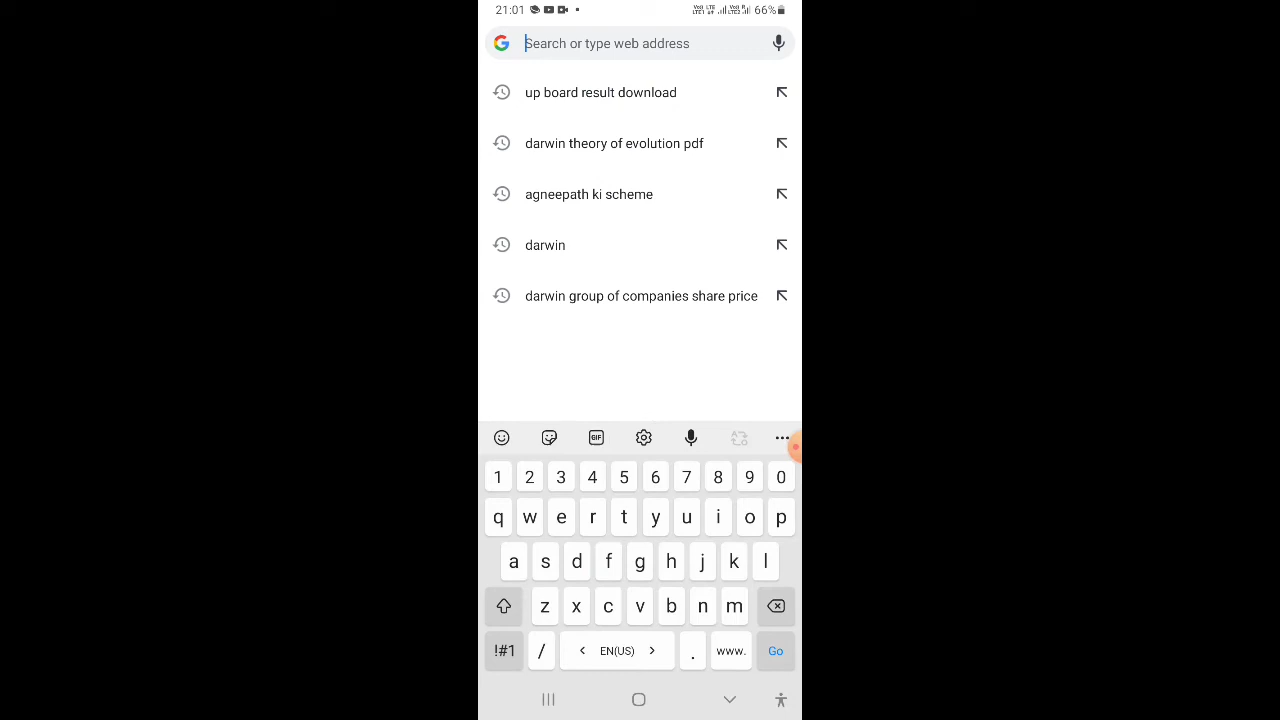 21:01 66%
Search or type web address
up board result download
darwin theory of evolution pdf
agneepath ki scheme
darwin
darwin group of companies share price
GIF
1 2 3 4 5 6 7 8 9 0
q w e r t y u i o p
a s d f g h j k l
z x c v b n m
!#1 / < EN(US) > . www. Go